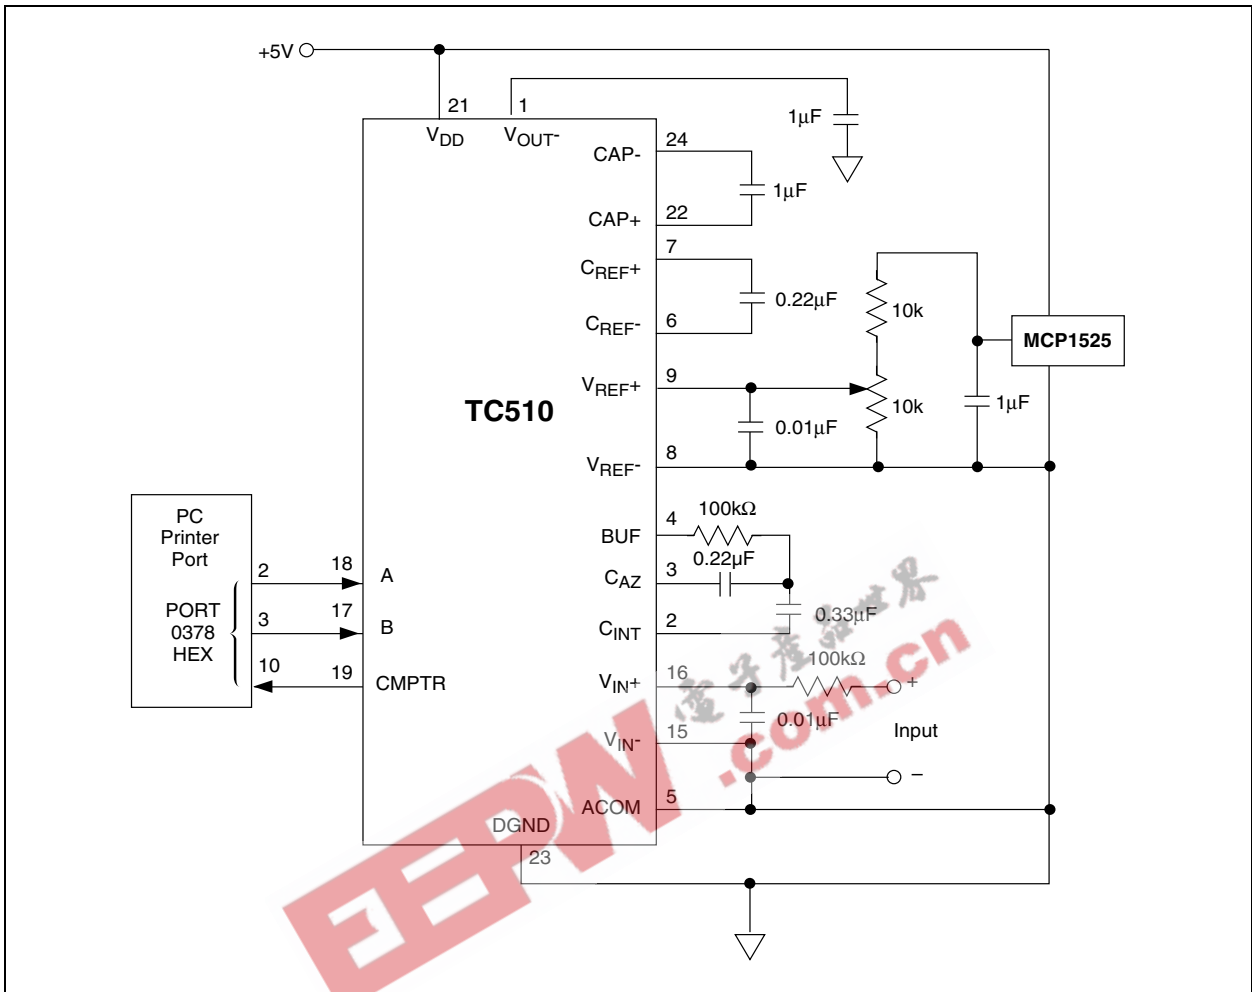 +5V
21
1
VDD
VOUT-
1µF
CAP-
24
1µF
CAP+
22
7
CREF+
0.22µF
CREF-
6
10k
MCP1525
VREF+
9
TC510
10k
1µF
0.01µF
VREF-
8
PC
Printer
Port
100kΩ
BUF
4
0.22µF
2
18
A
CAZ
3
PORT
0378
HEX
3
17
B
CINT
2
0.33µF
10
19
CMPTR
100kΩ
VIN+
16
+
0.01µF
Input
VIN-
15
−
ACOM
5
DGND
23
EEPW
電子產品世界
.com.cn